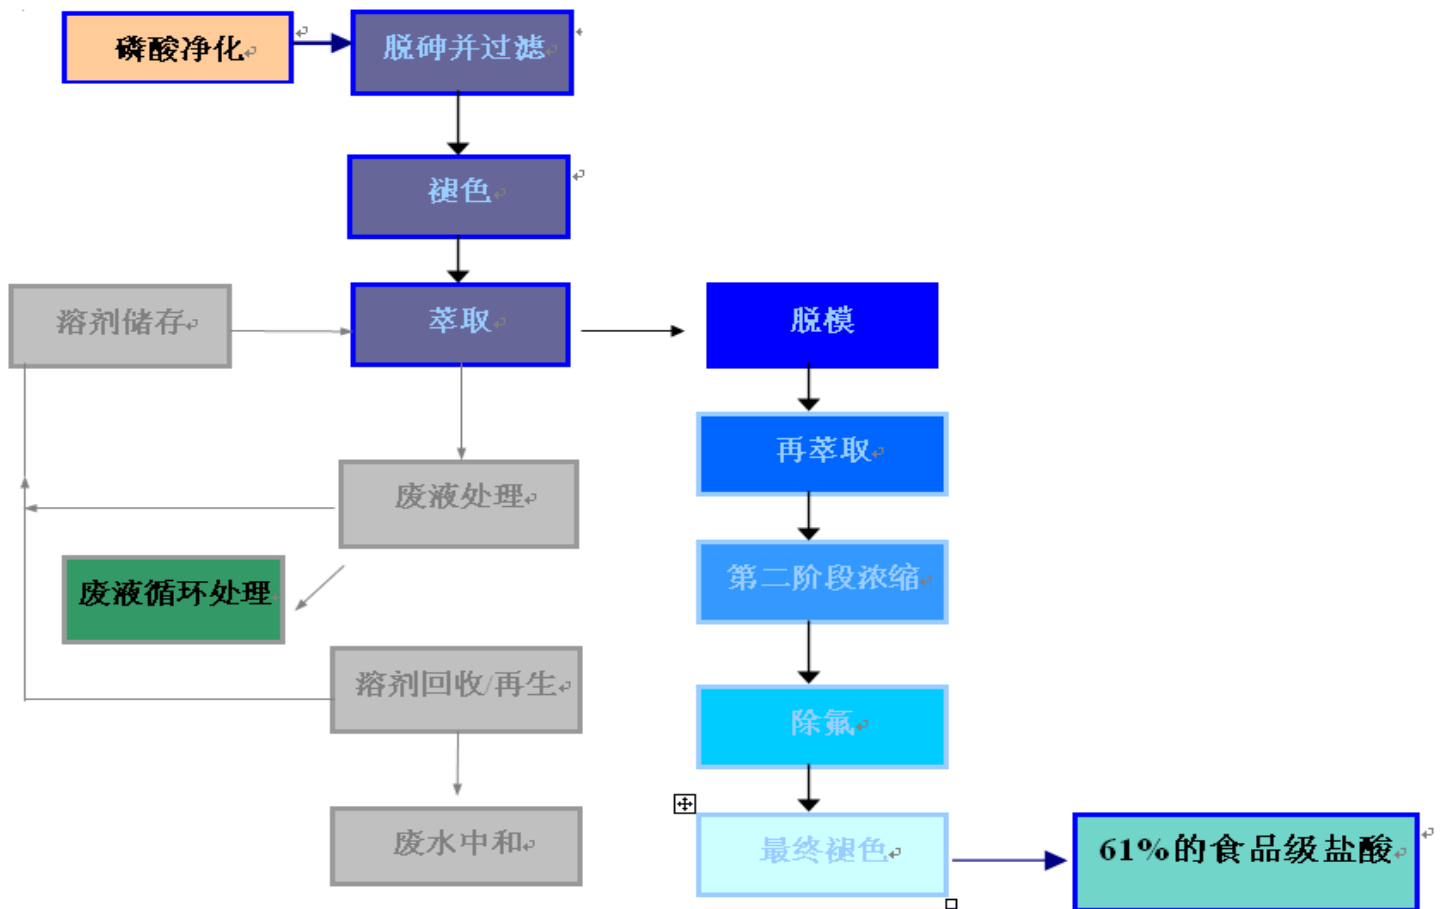 磷酸净化
脱砷并过滤
褪色
溶剂储存
萃取
脱模
再萃取
废液处理
第二阶段浓缩
废液循环处理
溶剂回收/再生
除氟
废水中和
最终褪色
61%的食品级盐酸